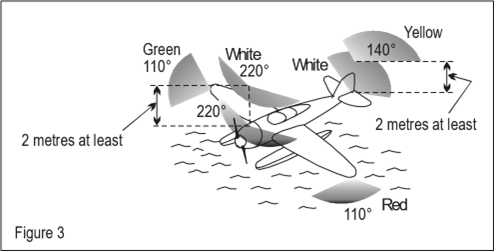 Green
110°
White
220°
220°
2 metres at least
Yellow
140°
White
2 metres at least
110°
Red
Figure 3